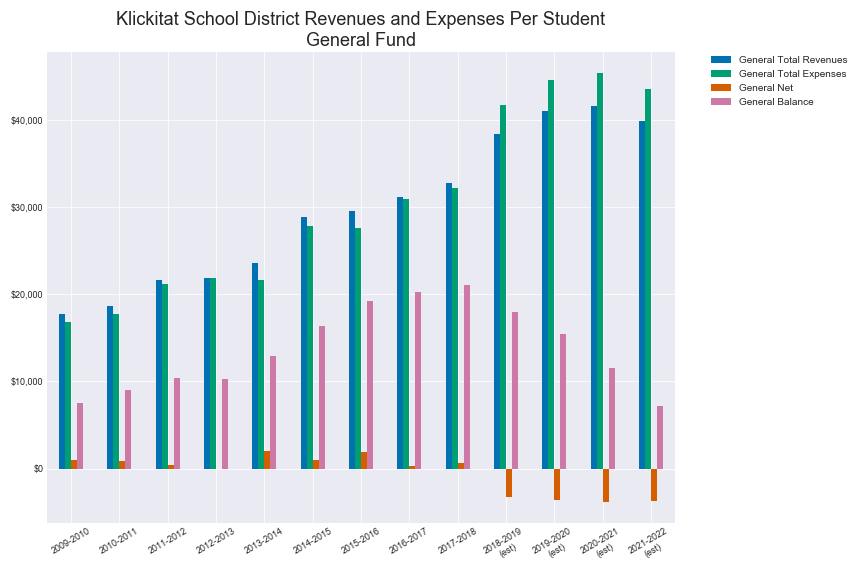 Klickitat School District Revenues and Expenses Per Student
General Fund
General Total Revenues
General Total Expenses
General Net
General Balance
$40,000
$30,000
$20,000
$10,000
$0
2009-2010
2010-2011
2011-2012
2012-2013
2013-2014
2014-2015
2015-2016
2016-2017
2017-2018
2018-2019
(est)
2019-2020
(est)
2020-2021
(est)
2021-2022
(est)